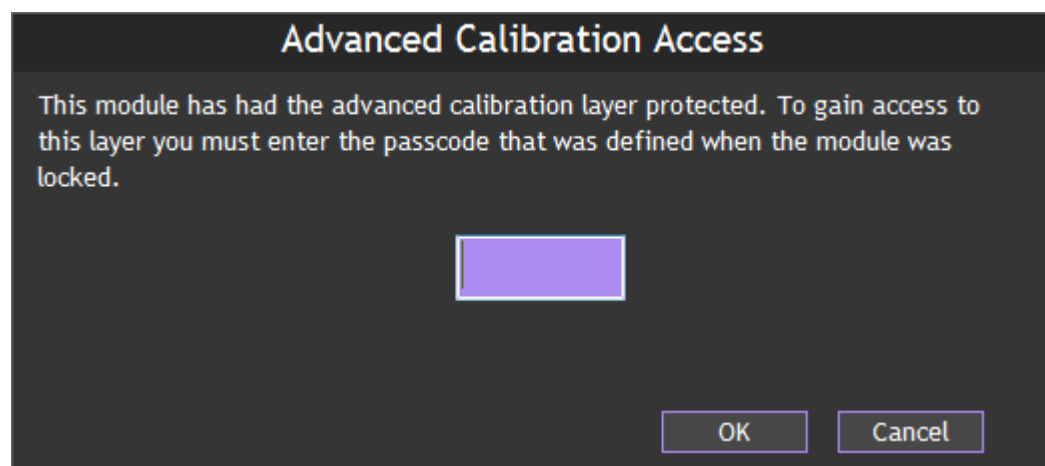 Advanced Calibration Access
This module has had the advanced calibration layer protected. To gain access to
this layer you must enter the passcode that was defined when the module was
locked.
OK
Cancel